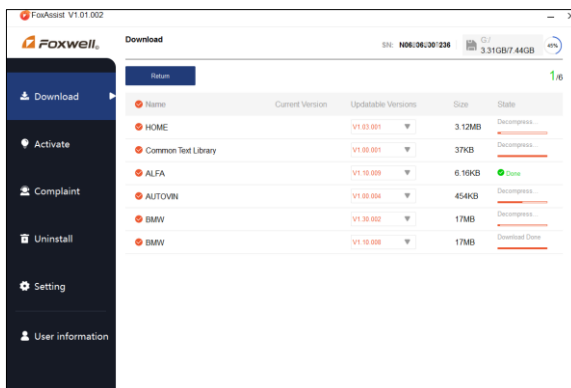 FoxAssist V1.01.002
FOXWELL®
Download
SN: N06
G:/
3.31GB/7.44GB
45%
Return
1/6
Download
Activate
Complaint
Uninstall
Setting
User information
Name Current Version Updatable Versions Size State
HOME V1.03.001 3.12MB Decompress...
Common Text Library V1.00.001 37KB Decompress...
ALFA V1.10.009 6.16KB Done
AUTOVIN V1.00.004 454KB Decompress...
BMW V1.30.002 17MB Decompress...
BMW V1.10.008 17MB Download Done